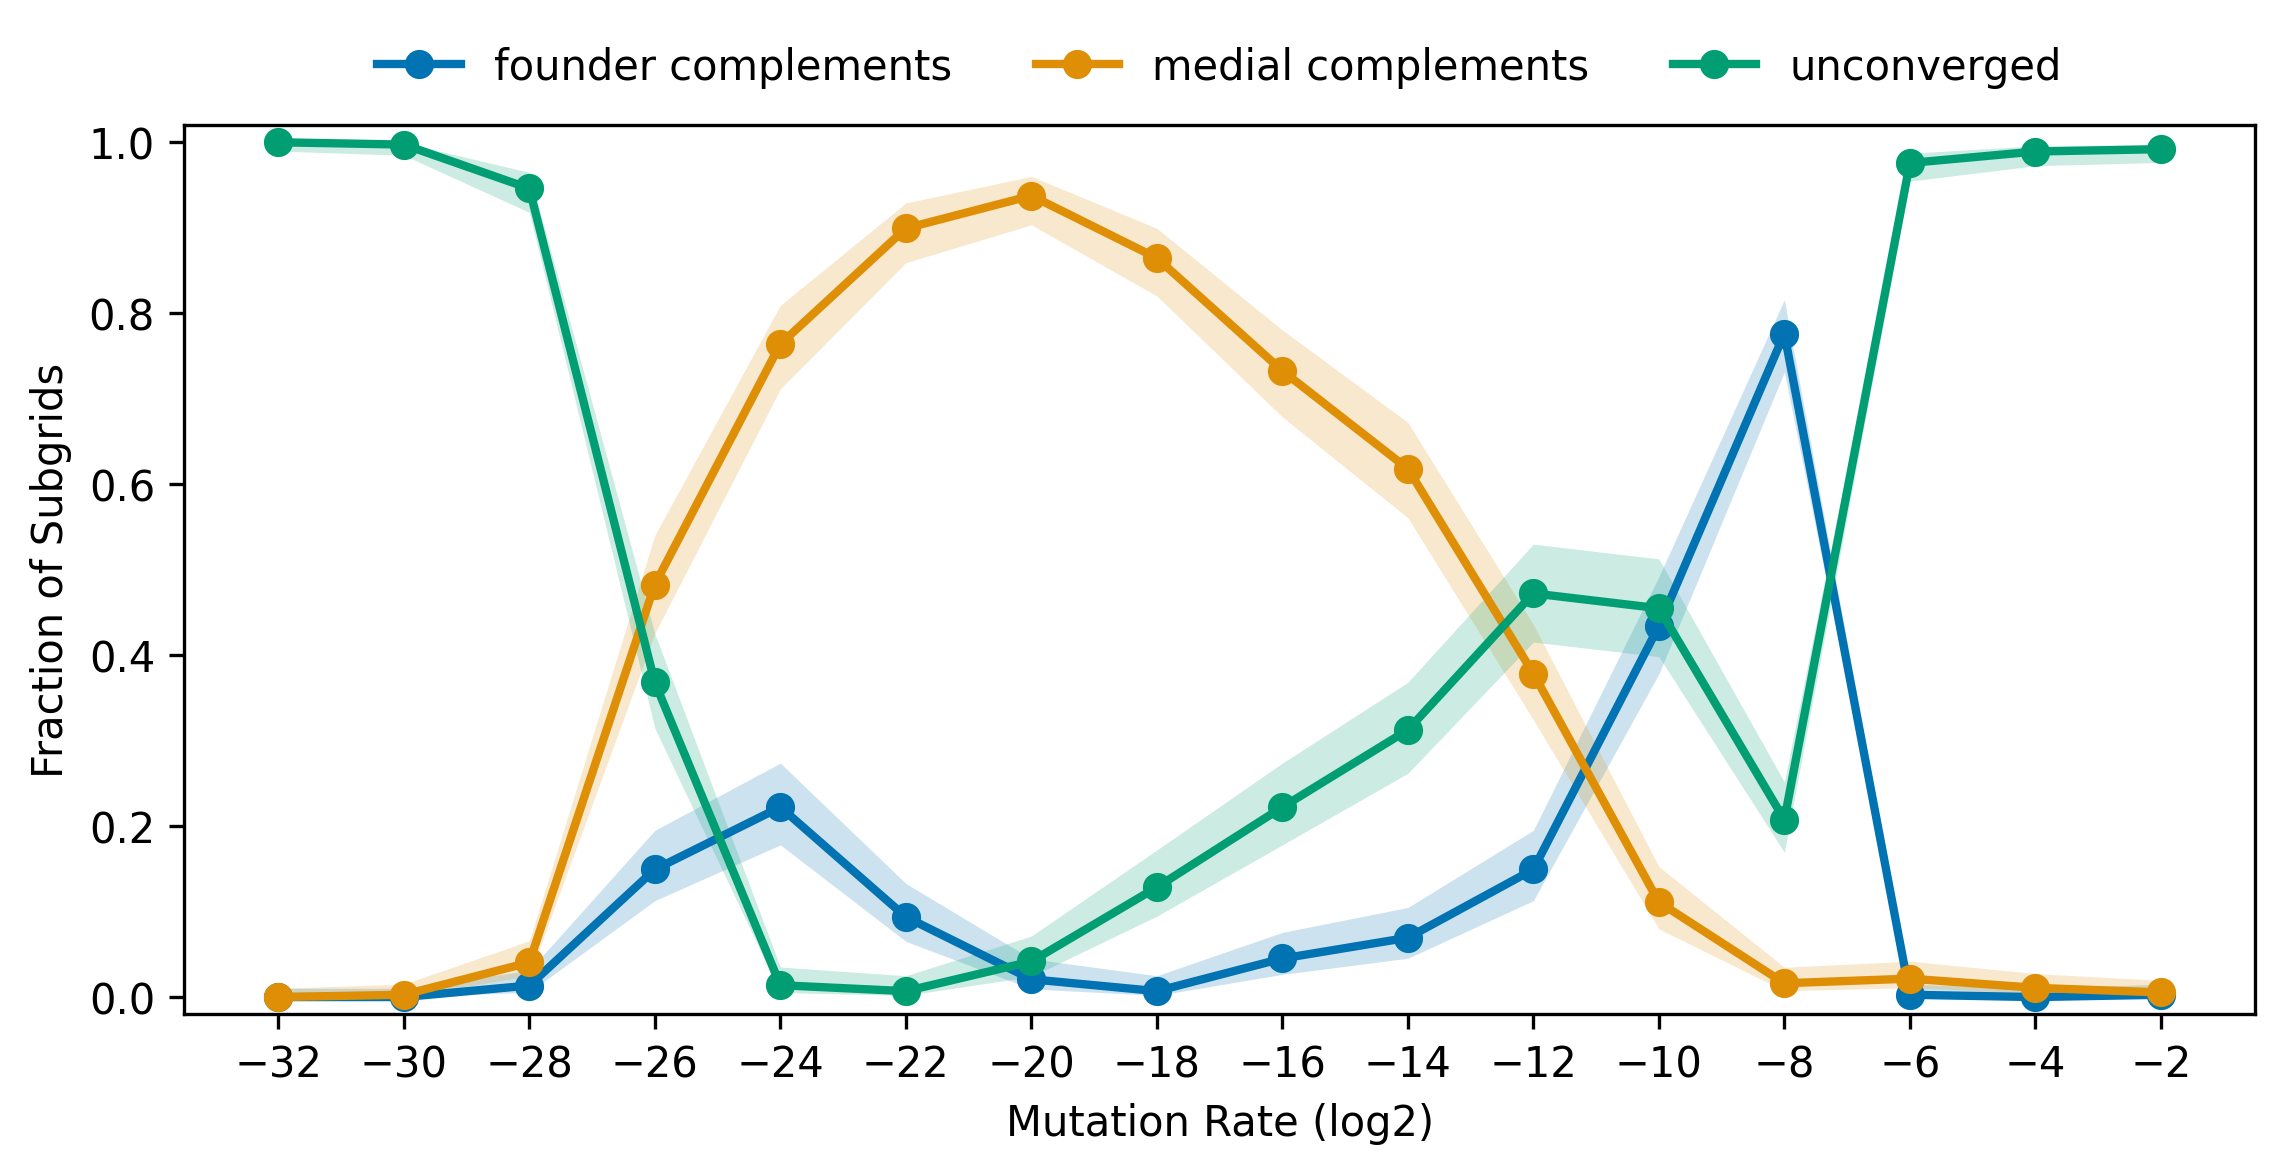 founder complements medial complements unconverged
1.0
0.8
0.6
0.4
0.2
0.0
Fraction of Subgrids
−32 −30 −28 −26 −24 −22 −20 −18 −16 −14 −12 −10 −8 −6 −4 −2
Mutation Rate (log2)